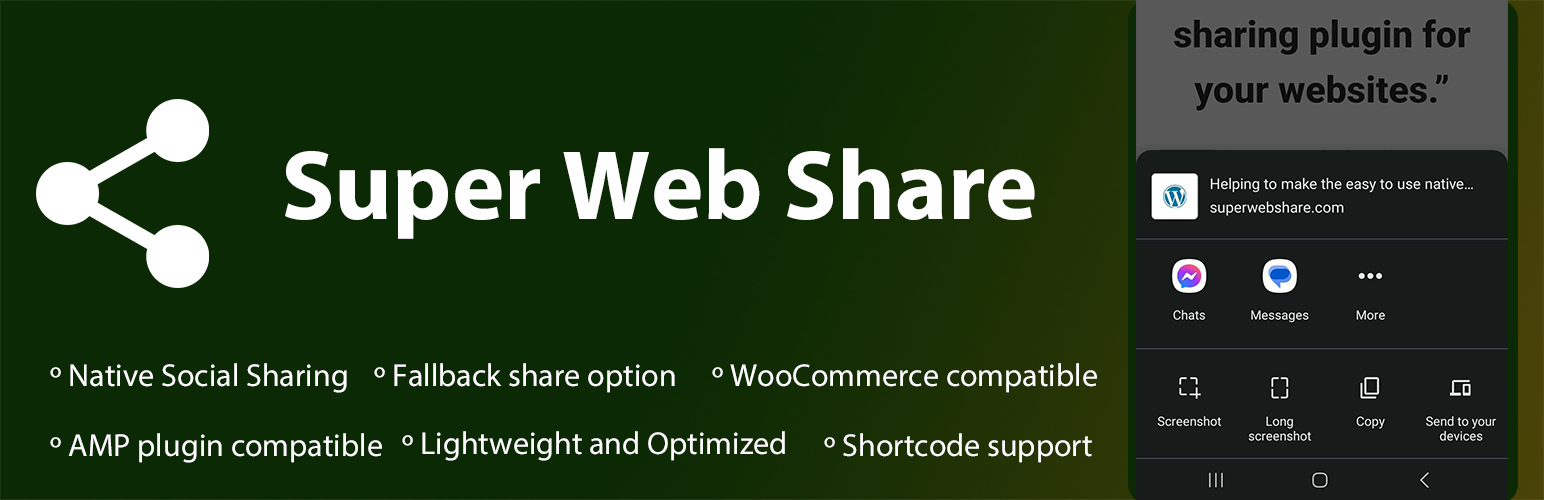 Super Web Share
º Native Social Sharing º Fallback share option º WooCommerce compatible
º AMP plugin compatible º Lightweight and Optimized º Shortcode support
sharing plugin for
your websites.”
Helping to make the easy to use native...
superwebshare.com
Chats Messages More
Screenshot Long screenshot Copy Send to your devices